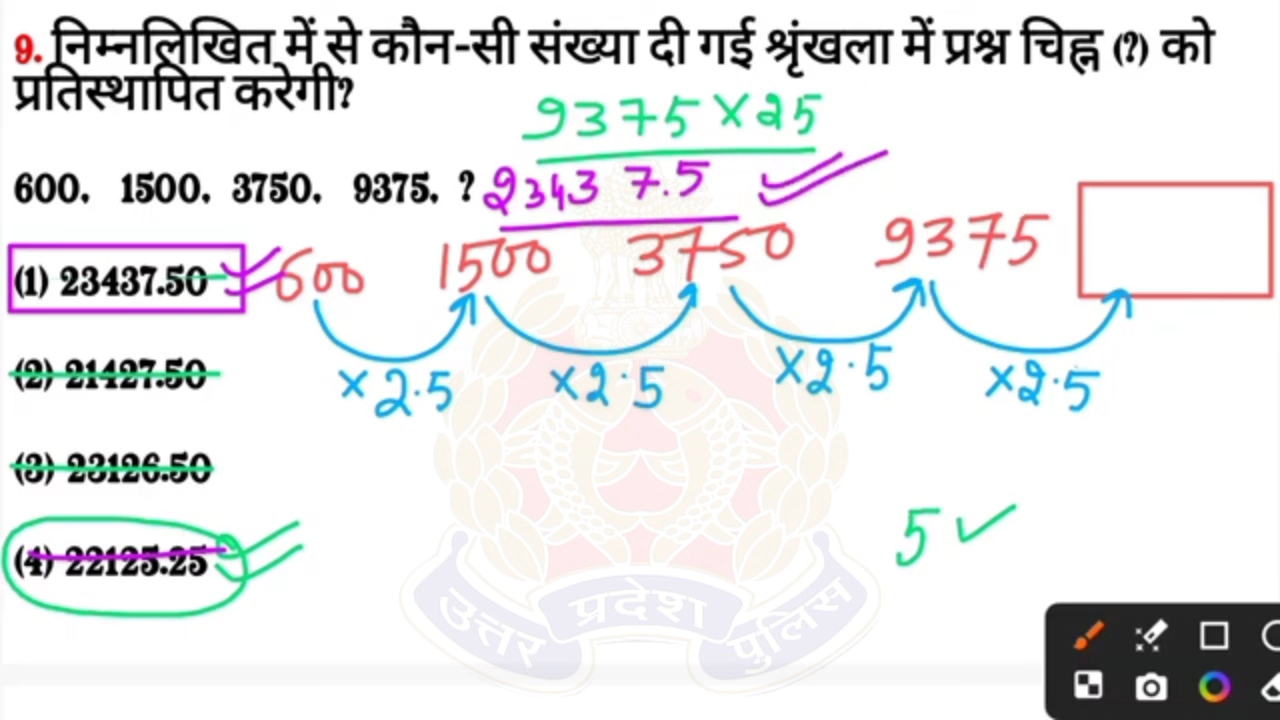 9. निम्नलिखित में से कौन-सी संख्या दी गई श्रृंखला में प्रश्न चिह्न (?) को
प्रतिस्थापित करेगी?
9375 × 25
600, 1500, 3750, 9375, ? 23437.5
600 1500 3750 9375
(1) 23437.50
×2.5 ×2.5 ×2.5 ×2.5
(2) 21427.50
(3) 23126.50
(4) 22125.25
5
उत्तर प्रदेश पुलिस